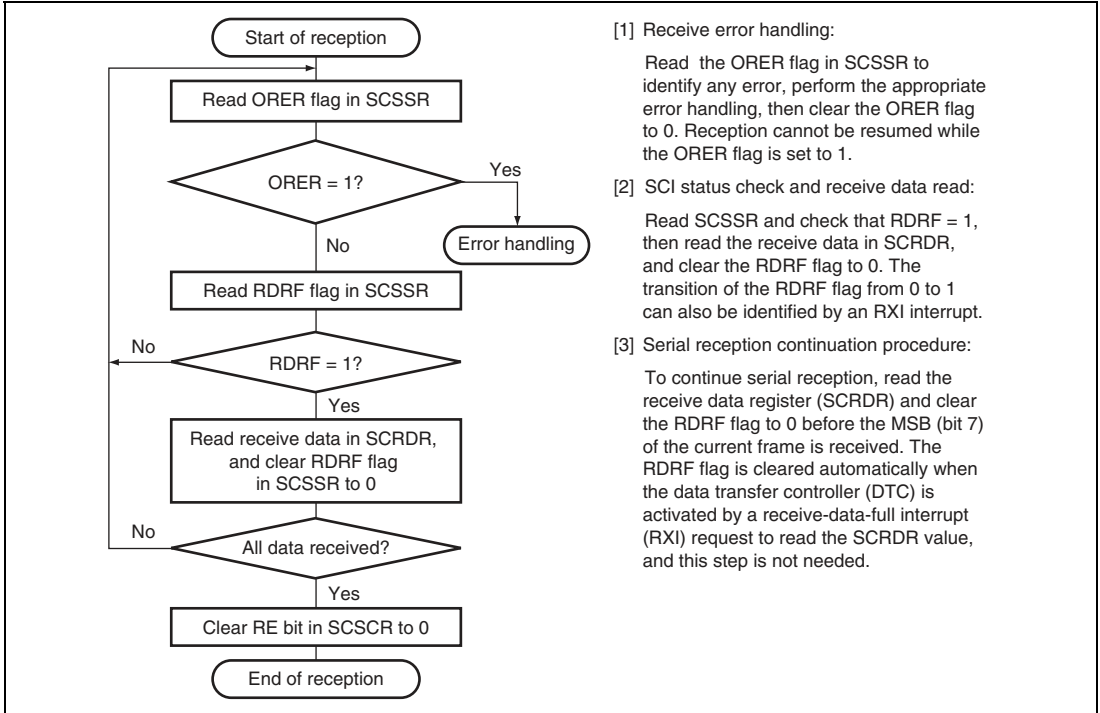 Start of reception
Read ORER flag in SCSSR
ORER = 1?
Yes
Error handling
No
Read RDRF flag in SCSSR
No
RDRF = 1?
Yes
Read receive data in SCRDR,
and clear RDRF flag
in SCSSR to 0
No
All data received?
Yes
Clear RE bit in SCSCR to 0
End of reception
[1] Receive error handling:
Read the ORER flag in SCSSR to
identify any error, perform the appropriate
error handling, then clear the ORER flag
to 0. Reception cannot be resumed while
the ORER flag is set to 1.
[2] SCI status check and receive data read:
Read SCSSR and check that RDRF = 1,
then read the receive data in SCRDR,
and clear the RDRF flag to 0. The
transition of the RDRF flag from 0 to 1
can also be identified by an RXI interrupt.
[3] Serial reception continuation procedure:
To continue serial reception, read the
receive data register (SCRDR) and clear
the RDRF flag to 0 before the MSB (bit 7)
of the current frame is received. The
RDRF flag is cleared automatically when
the data transfer controller (DTC) is
activated by a receive-data-full interrupt
(RXI) request to read the SCRDR value,
and this step is not needed.